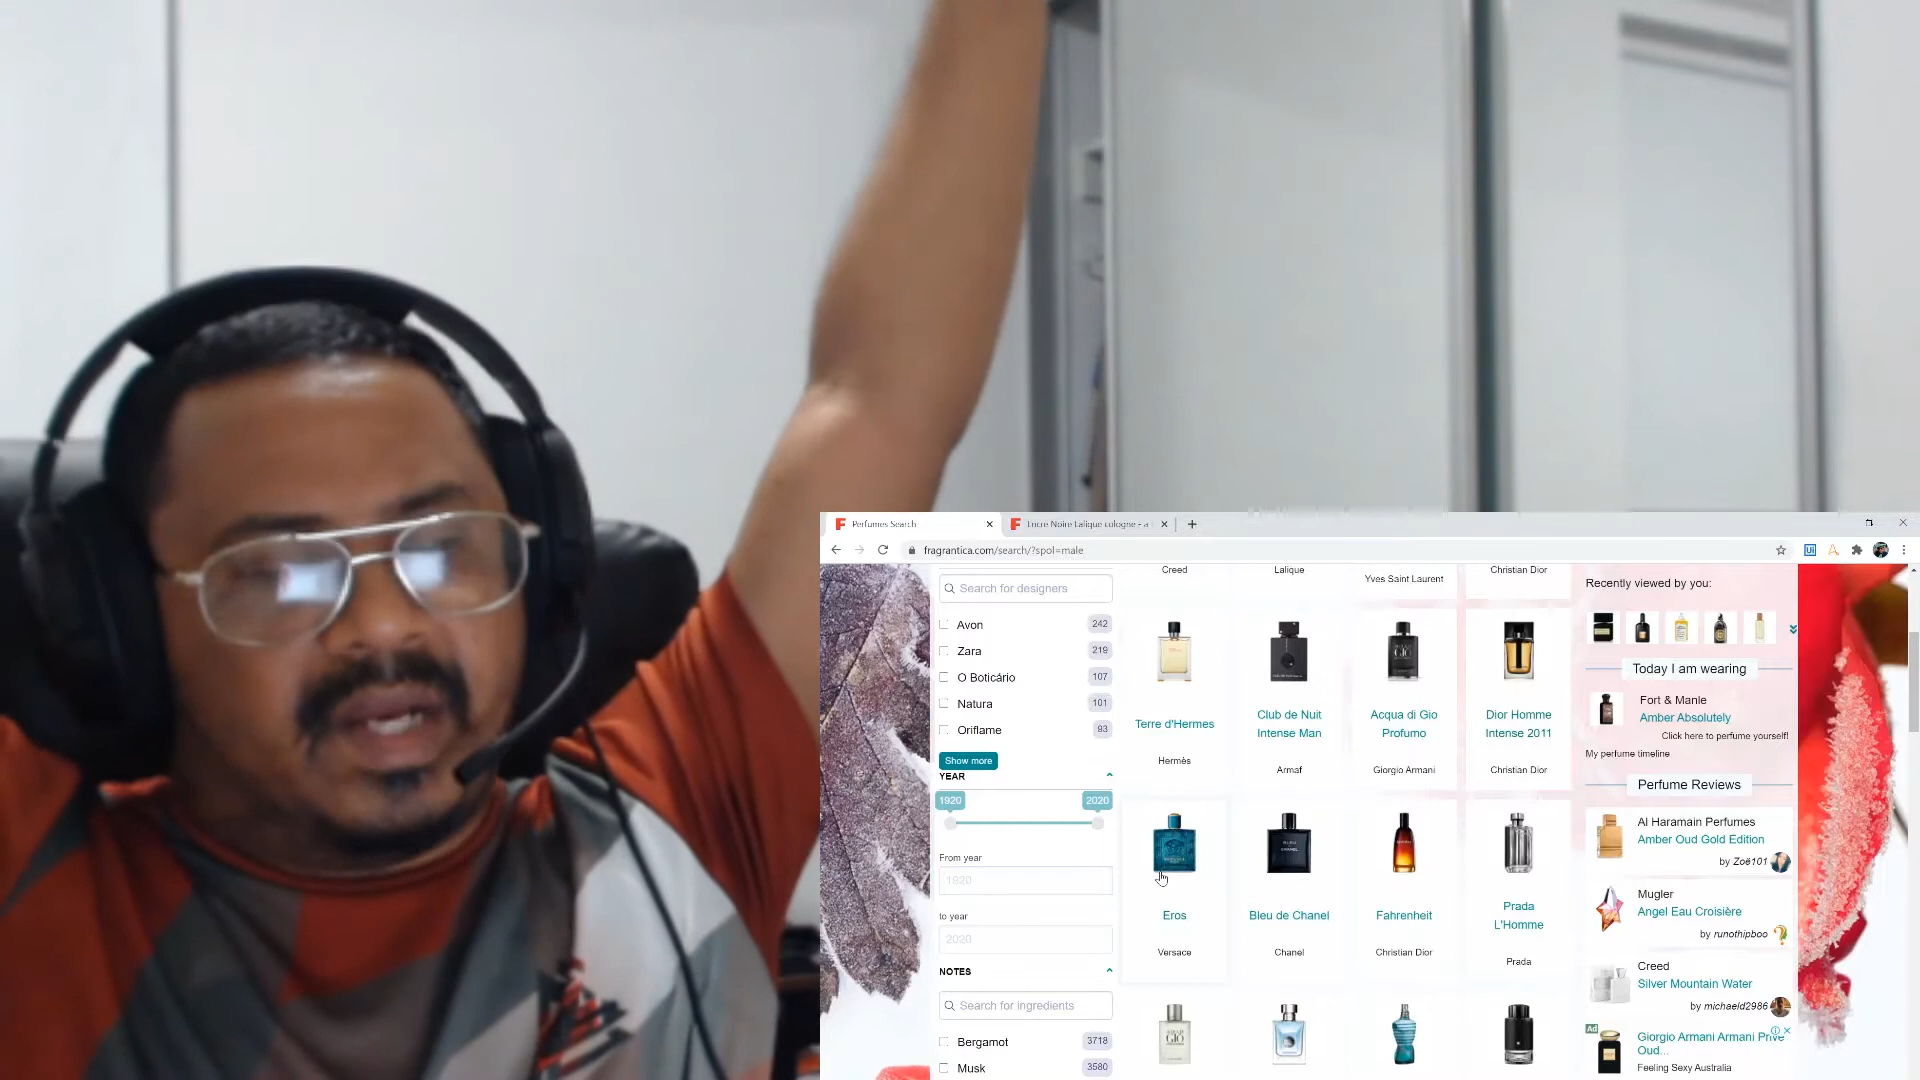 Perfumes Search
Encre Noire Lalique cologne - a
fragrantica.com/search/?spol=male
Search for designers
Avon 242
Zara 219
O Boticário 107
Natura 101
Oriflame 93
Show more
YEAR
1920 2020
From year
1920
to year
2020
NOTES
Search for ingredients
Bergamot 3718
Musk 3580
Creed
Lalique
Yves Saint Laurent
Christian Dior
Terre d'Hermes
Hermès
Club de Nuit
Intense Man
Armaf
Acqua di Gio
Profumo
Giorgio Armani
Dior Homme
Intense 2011
Christian Dior
Eros
Versace
Bleu de Chanel
Chanel
Fahrenheit
Christian Dior
Prada
L'Homme
Prada
Recently viewed by you:
Today I am wearing
Fort & Manle
Amber Absolutely
Click here to perfume yourself!
My perfume timeline
Perfume Reviews
Al Haramain Perfumes
Amber Oud Gold Edition
by Zoë101
Mugler
Angel Eau Croisière
by runothipboo
Creed
Silver Mountain Water
by michaeld2986
Ad
Giorgio Armani Armani Prive
Oud...
Feeling Sexy Australia